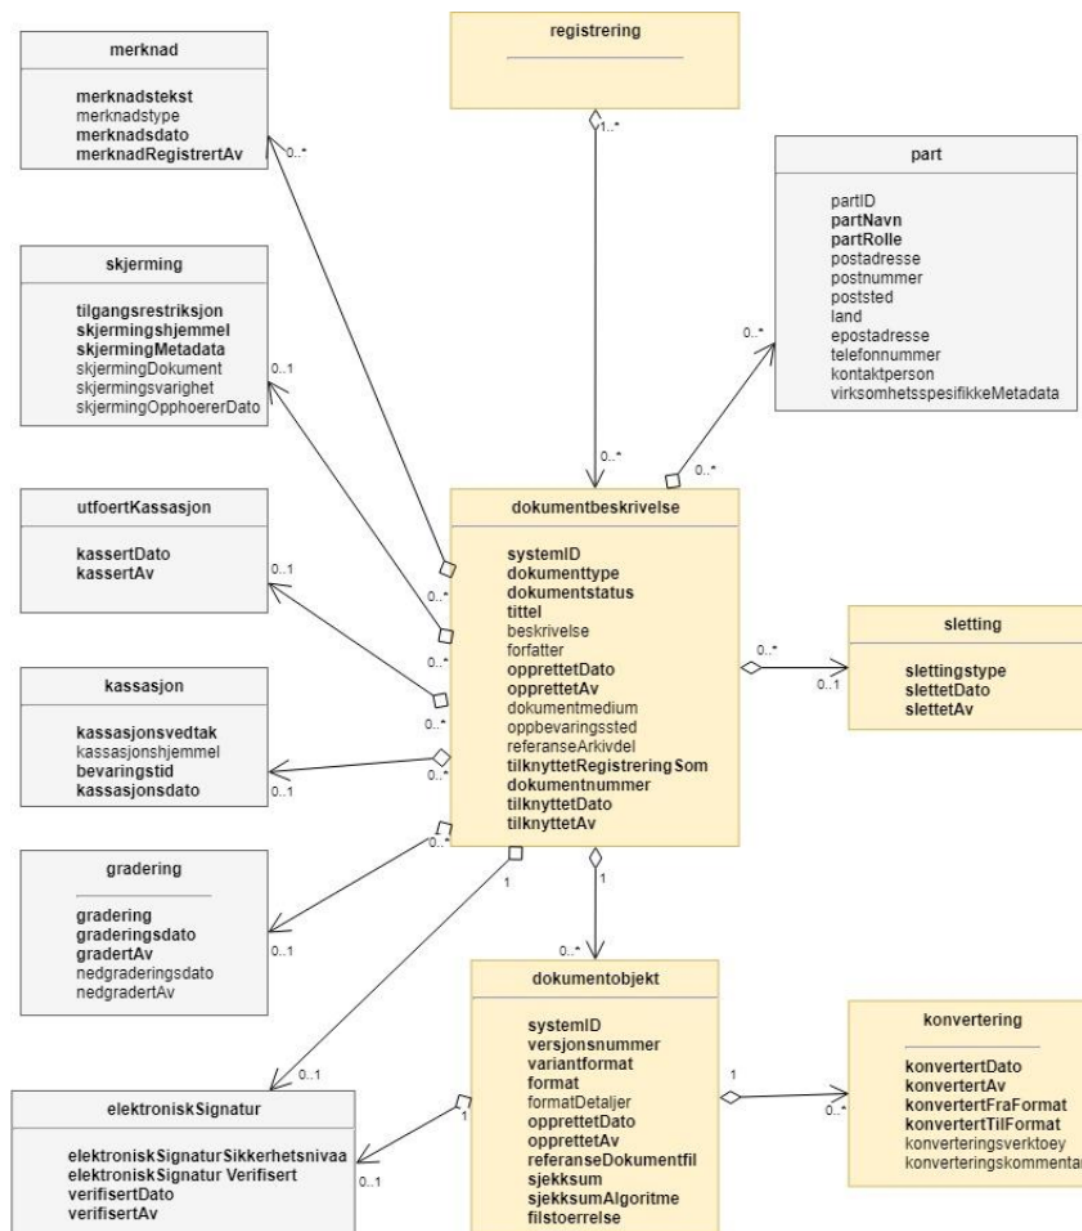 registrering
1..*
0..*
merknad
merknadstekst
merknadstype
merknadsdato
merknadRegistrertAv
0..*
0..*
part
partID
partNavn
partRolle
postadresse
postnummer
poststed
land
epostadresse
telefonnummer
kontaktperson
virksomhetsspesifikkeMetadata
0..*
0..*
skjerming
tilgangsrestriksjon
skjermingshjemmel
skjermingMetadata
skjermingDokument
skjermingsvarighet
skjermingOpphoererDato
0..1
0..*
utfoertKassasjon
kassertDato
kassertAv
0..1
0..*
dokumentbeskrivelse
systemID
dokumenttype
dokumentstatus
tittel
beskrivelse
forfatter
opprettetDato
opprettetAv
dokumentmedium
oppbevaringssted
referanseArkivdel
tilknyttetRegistreringSom
dokumentnummer
tilknyttetDato
tilknyttetAv
sletting
slettingstype
slettetDato
slettetAv
0..*
0..1
kassasjon
kassasjonsvedtak
kassasjonshjemmel
bevaringstid
kassasjonsdato
0..*
0..1
gradering
gradering
graderingsdato
gradertAv
nedgraderingsdato
nedgradertAv
0..*
0..1
1
0..1
1
0..*
dokumentobjekt
systemID
versjonsnummer
variantformat
format
formatDetaljer
opprettetDato
opprettetAv
referanseDokumentfil
sjekksum
sjekksumAlgoritme
filstoerrelse
konvertering
konvertertDato
konvertertAv
konvertertFraFormat
konvertertTilFormat
konverteringsverktoey
konverteringskommentar
1
0..*
elektroniskSignatur
elektroniskSignaturSikkerhetsnivaa
elektroniskSignatur Verifisert
verifisertDato
verifisertAv
1
0..1